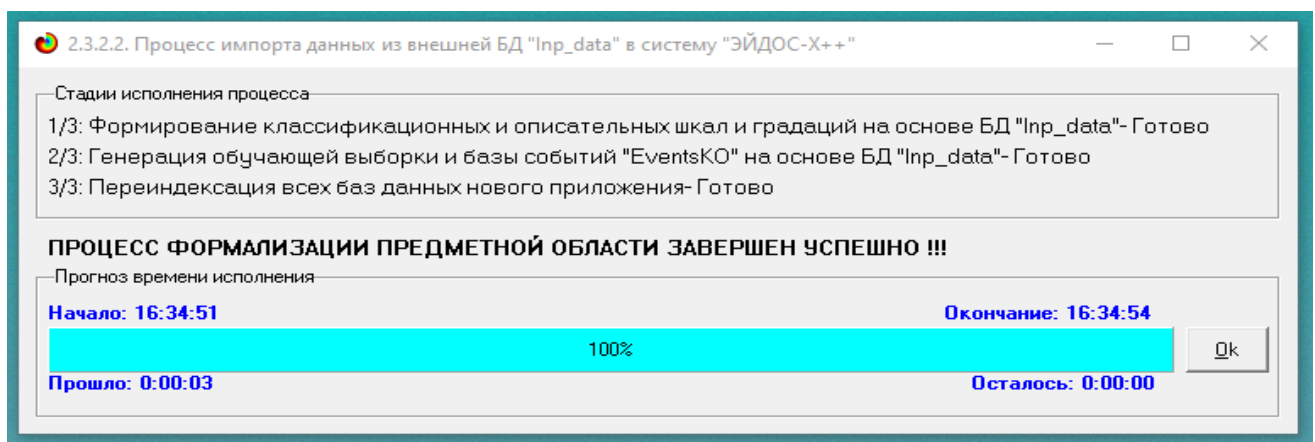 2.3.2.2. Процесс импорта данных из внешней БД "Inp_data" в систему "ЭЙДОС-Х++"
Стадии исполнения процесса
1/3: Формирование классификационных и описательных шкал и градаций на основе БД "Inp_data"- Готово
2/3: Генерация обучающей выборки и базы событий "EventsKO" на основе БД "Inp_data"- Готово
3/3: Переиндексация всех баз данных нового приложения- Готово
ПРОЦЕСС ФОРМАЛИЗАЦИИ ПРЕДМЕТНОЙ ОБЛАСТИ ЗАВЕРШЕН УСПЕШНО !!!
Прогноз времени исполнения
Начало: 16:34:51 Окончание: 16:34:54
100% Ok
Прошло: 0:00:03 Осталось: 0:00:00